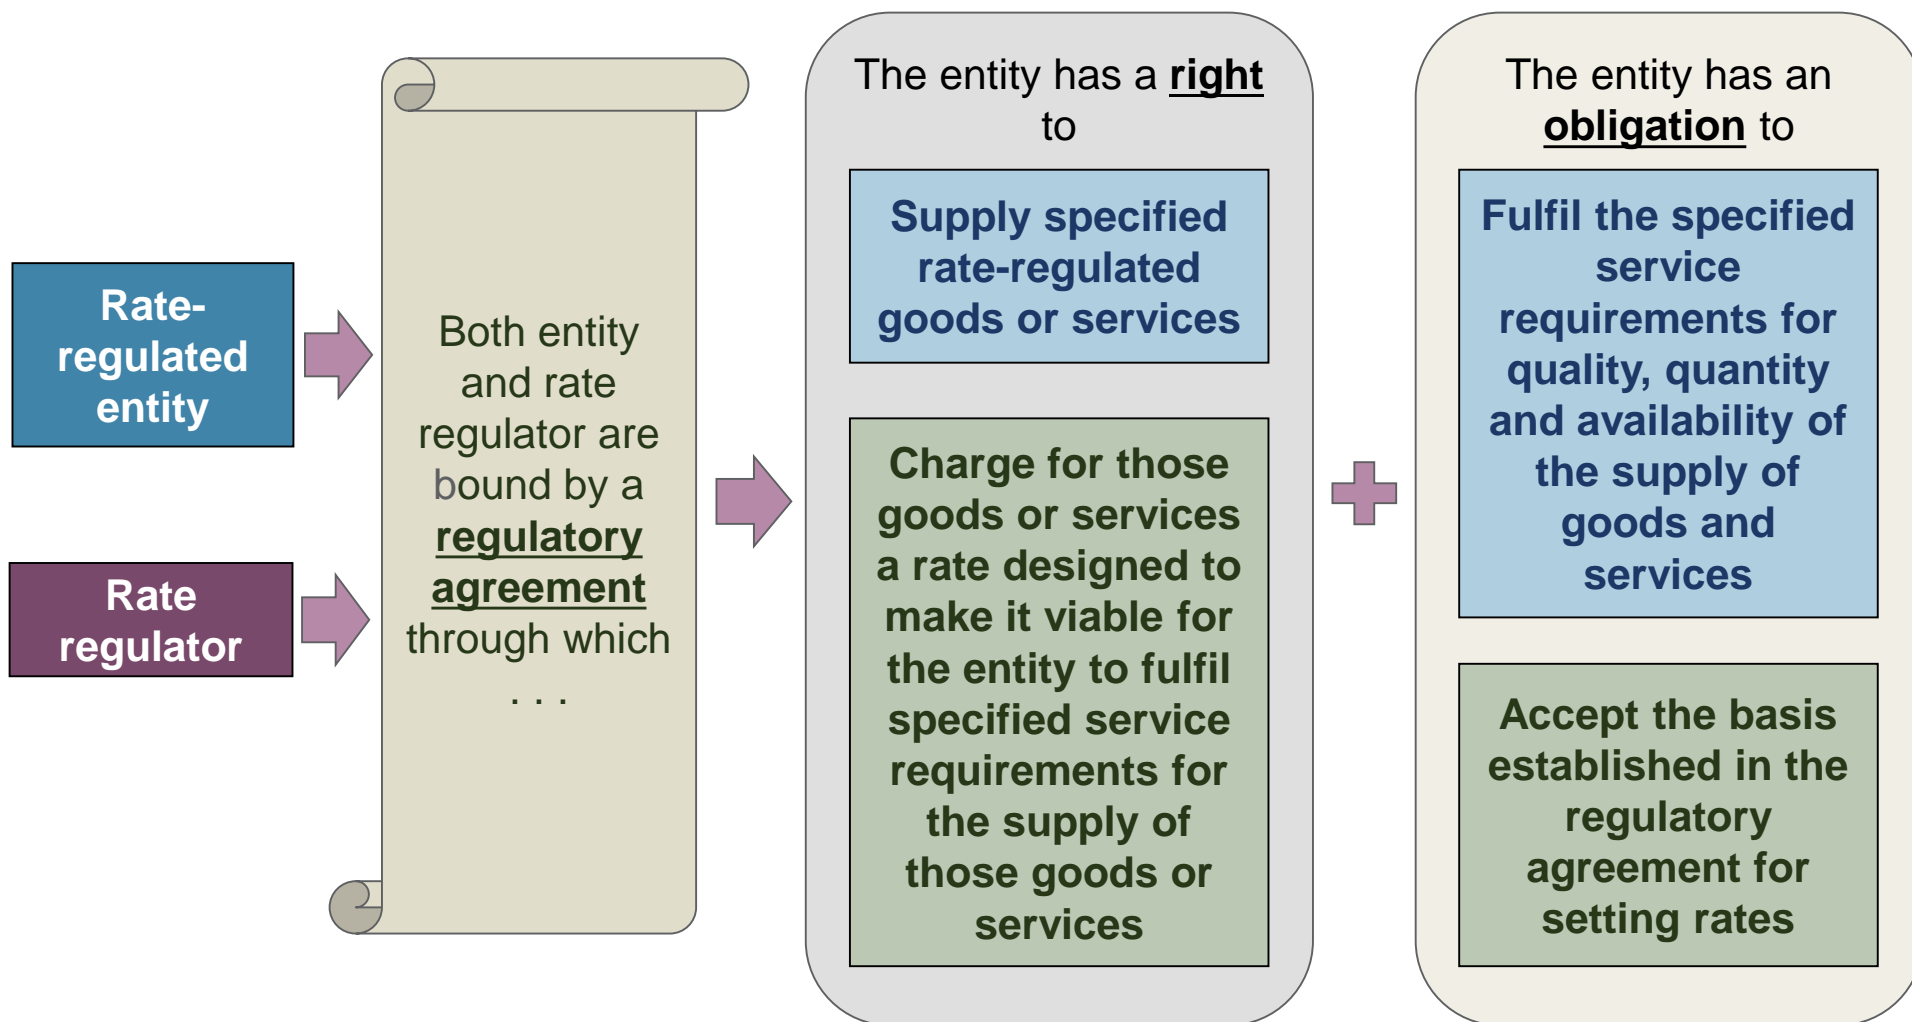 Rate-
regulated
entity
Rate
regulator
Both entity
and rate
regulator are
bound by a
regulatory
agreement
through which
. . .
The entity has a right
to
Supply specified
rate-regulated
goods or services
Charge for those
goods or services
a rate designed to
make it viable for
the entity to fulfil
specified service
requirements for
the supply of
those goods or
services
The entity has an
obligation to
Fulfil the specified
service
requirements for
quality, quantity
and availability of
the supply of
goods and
services
Accept the basis
established in the
regulatory
agreement for
setting rates